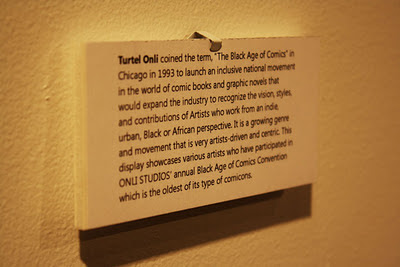 Turtel Onli coined the term, "The Black Age of Comics" in
Chicago in 1993 to launch an inclusive national movement
in the world of comic books and graphic novels that
would expand the industry to recognize the vision, styles,
and contributions of Artists who work from an indie,
urban, Black or African perspective. It is a growing genre
and movement that is very artists-driven and centric. This
display showcases various artists who have participated in
ONLI STUDIOS' annual Black Age of Comics Convention
which is the oldest of its type of comicons.